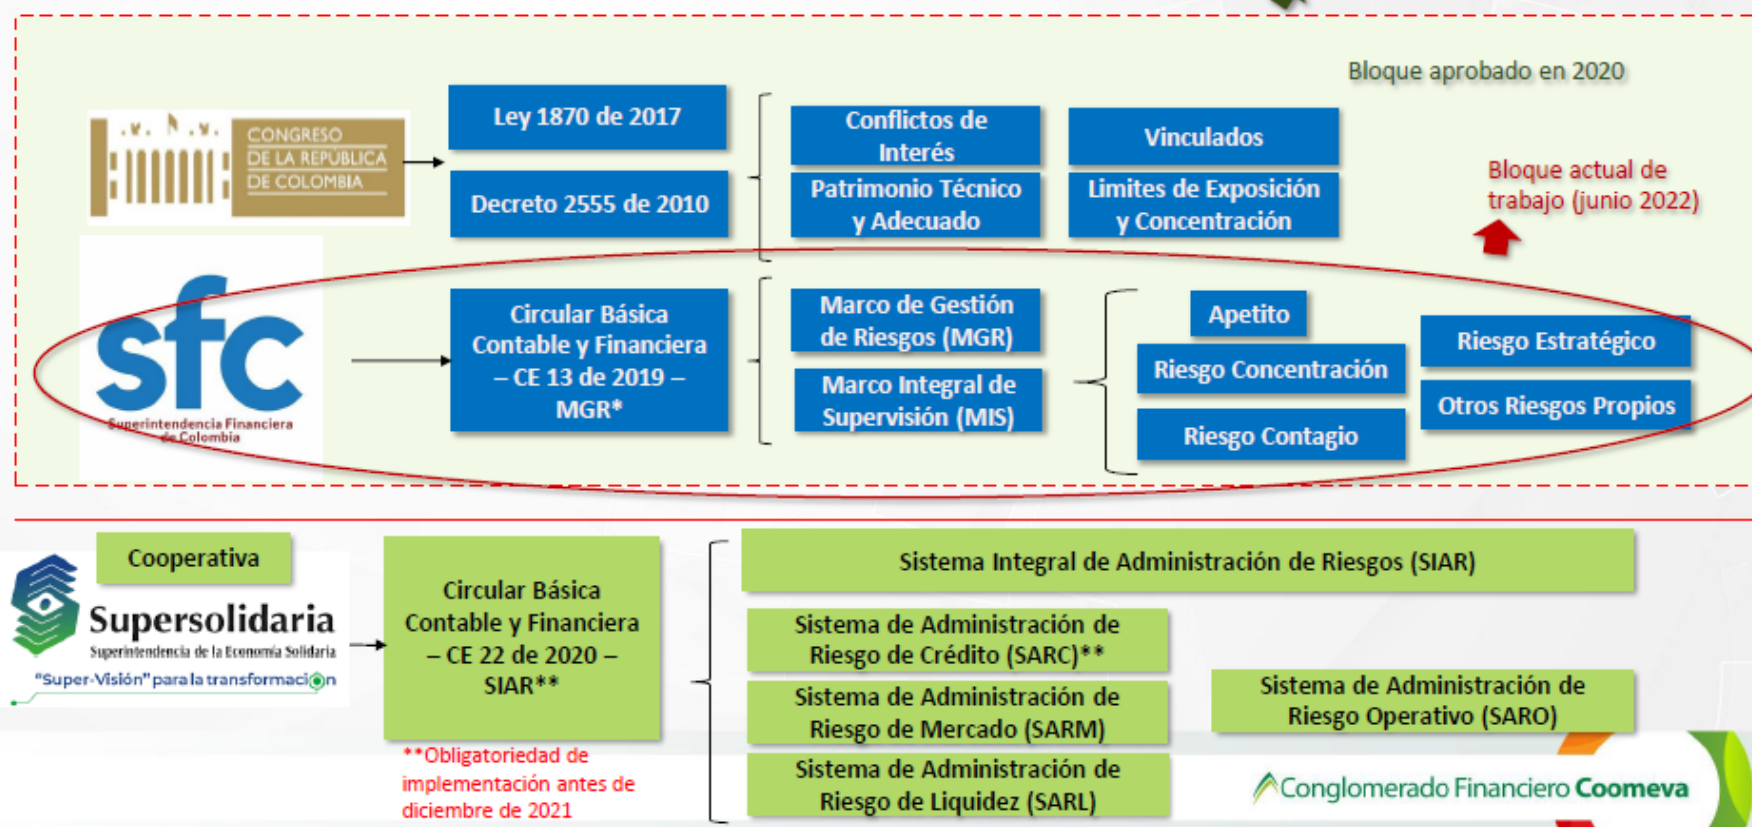 Bloque aprobado en 2020
CONGRESO
DE LA REPÚBLICA
DE COLOMBIA
Ley 1870 de 2017
Decreto 2555 de 2010
Conflictos de
Interés
Vinculados
Patrimonio Técnico
y Adecuado
Limites de Exposición
y Concentración
Bloque actual de
trabajo (junio 2022)
sfc
Superintendencia Financiera
de Colombia
Circular Básica
Contable y Financiera
– CE 13 de 2019 –
MGR*
Marco de Gestión
de Riesgos (MGR)
Marco Integral de
Supervisión (MIS)
Apetito
Riesgo Concentración
Riesgo Contagio
Riesgo Estratégico
Otros Riesgos Propios
Cooperativa
Supersolidaria
Superintendencia de la Economía Solidaria
"Super-Visión" para la transformación
Circular Básica
Contable y Financiera
– CE 22 de 2020 –
SIAR**
**Obligatoriedad de
implementación antes de
diciembre de 2021
Sistema Integral de Administración de Riesgos (SIAR)
Sistema de Administración de
Riesgo de Crédito (SARC)**
Sistema de Administración de
Riesgo de Mercado (SARM)
Sistema de Administración de
Riesgo de Liquidez (SARL)
Sistema de Administración de
Riesgo Operativo (SARO)
Conglomerado Financiero Coomeva